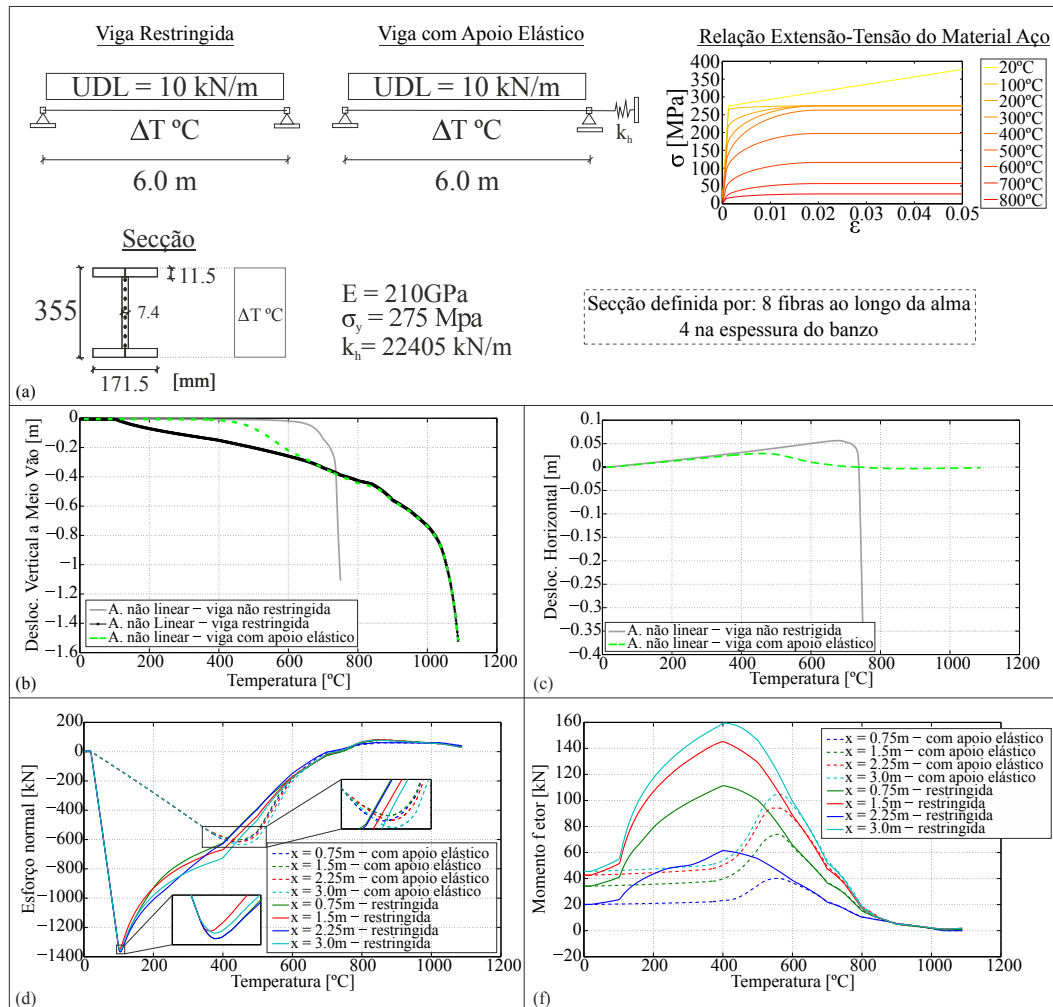 Viga Restringida
UDL = 10 kN/m
ΔT ºC
6.0 m
Viga com Apoio Elástico
UDL = 10 kN/m
k_h
ΔT ºC
6.0 m
Relação Extensão-Tensão do Material Aço
400
350
300
250
200
150
100
50
0
σ [MPa]
0 0.01 0.02 0.03 0.04 0.05
ε
20ºC
100ºC
200ºC
300ºC
400ºC
500ºC
600ºC
700ºC
800ºC
Secção
355
11.5
7.4
171.5 [mm]
ΔT ºC
E = 210GPa
σ_y = 275 Mpa
k_h= 22405 kN/m
Secção definida por: 8 fibras ao longo da alma
4 na espessura do banzo
(a)
Desloc. Vertical a Meio Vão [m]
0
−0.2
−0.4
−0.6
−0.8
−1
−1.2
−1.4
−1.6
A. não linear − viga não restringida
A. não Linear − viga restringida
A. não linear − viga com apoio elástico
0 200 400 600 800 1000 1200
Temperatura [ºC]
(b)
Desloc. Horizontal [m]
0.1
0.05
0
−0.05
−0.1
−0.15
−0.2
−0.25
−0.3
−0.35
−0.4
A. não linear − viga não restrigida
A. não linear − viga com apoio elástico
0 200 400 600 800 1000 1200
Temperatura [ºC]
(c)
Esforço normal [kN]
200
0
−200
−400
−600
−800
−1000
−1200
−1400
x = 0.75m − com apoio elástico
x = 1.5m − com apoio elástico
x = 2.25m − com apoio elástico
x = 3.0m − com apoio elástico
x = 0.75m − restringida
x = 1.5m − restringida
x = 2.25m − restringida
x = 3.0m − restringida
0 200 400 600 800 1000 1200
Temperatura [ºC]
(d)
Momento f etor [kN]
160
140
120
100
80
60
40
20
0
−20
x = 0.75m − com apoio elástico
x = 1.5m − com apoio elástico
x = 2.25m − com apoio elástico
x = 3.0m − com apoio elástico
x = 0.75m − restringida
x = 1.5m − restringida
x = 2.25m − restringida
x = 3.0m − restringida
0 200 400 600 800 1000 1200
Temperatura [ºC]
(f)